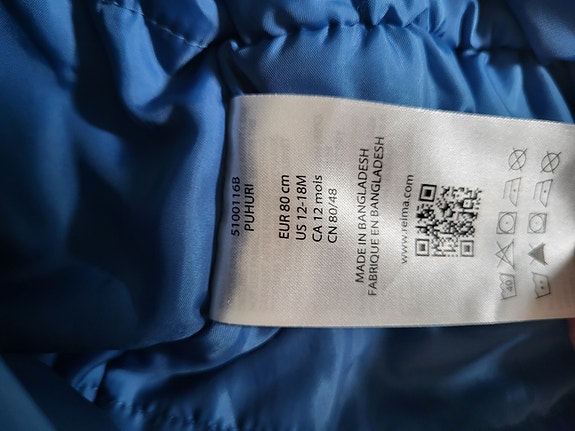 5100116B
PUHURI
EUR 80 cm
US 12-18M
CA 12 mois
CN 80/48
MADE IN BANGLADESH
FABRIQUE EN BANGLADESH
www.reima.com
40